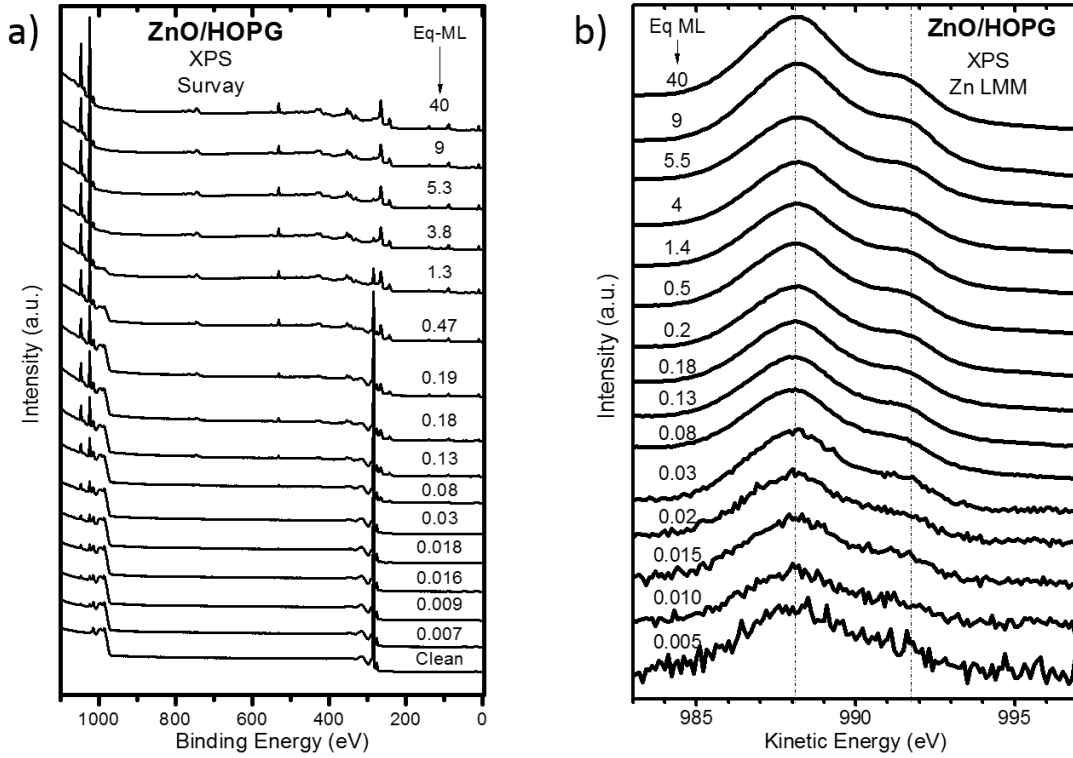 a)
ZnO/HOPG
XPS
Survay
Eq-ML
40
9
5.3
3.8
1.3
0.47
0.19
0.18
0.13
0.08
0.03
0.018
0.016
0.009
0.007
Clean
Intensity (a.u.)
1000 800 600 400 200 0
Binding Energy (eV)
b)
ZnO/HOPG
XPS
Zn LMM
Eq ML
40
9
5.5
4
1.4
0.5
0.2
0.18
0.13
0.08
0.03
0.02
0.015
0.010
0.005
Intensity (a.u.)
985 990 995
Kinetic Energy (eV)